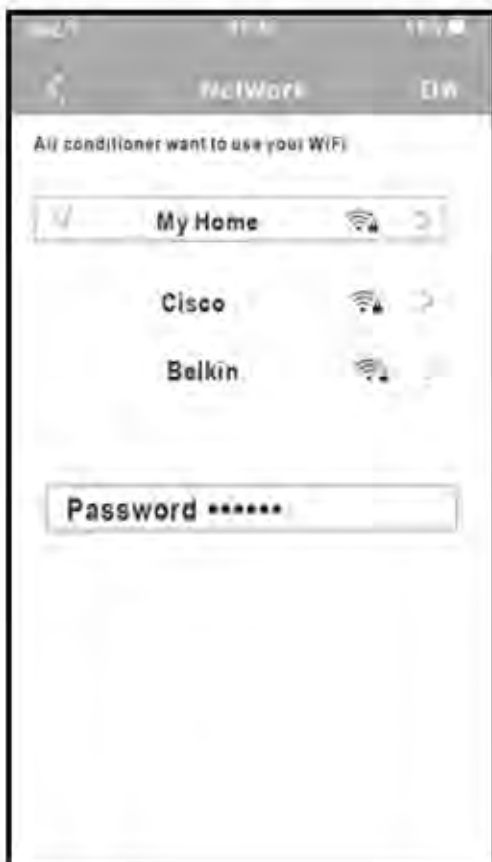 Network
Air conditioner want to use your WiFi
My Home
Cisco
Belkin
Password ••••••